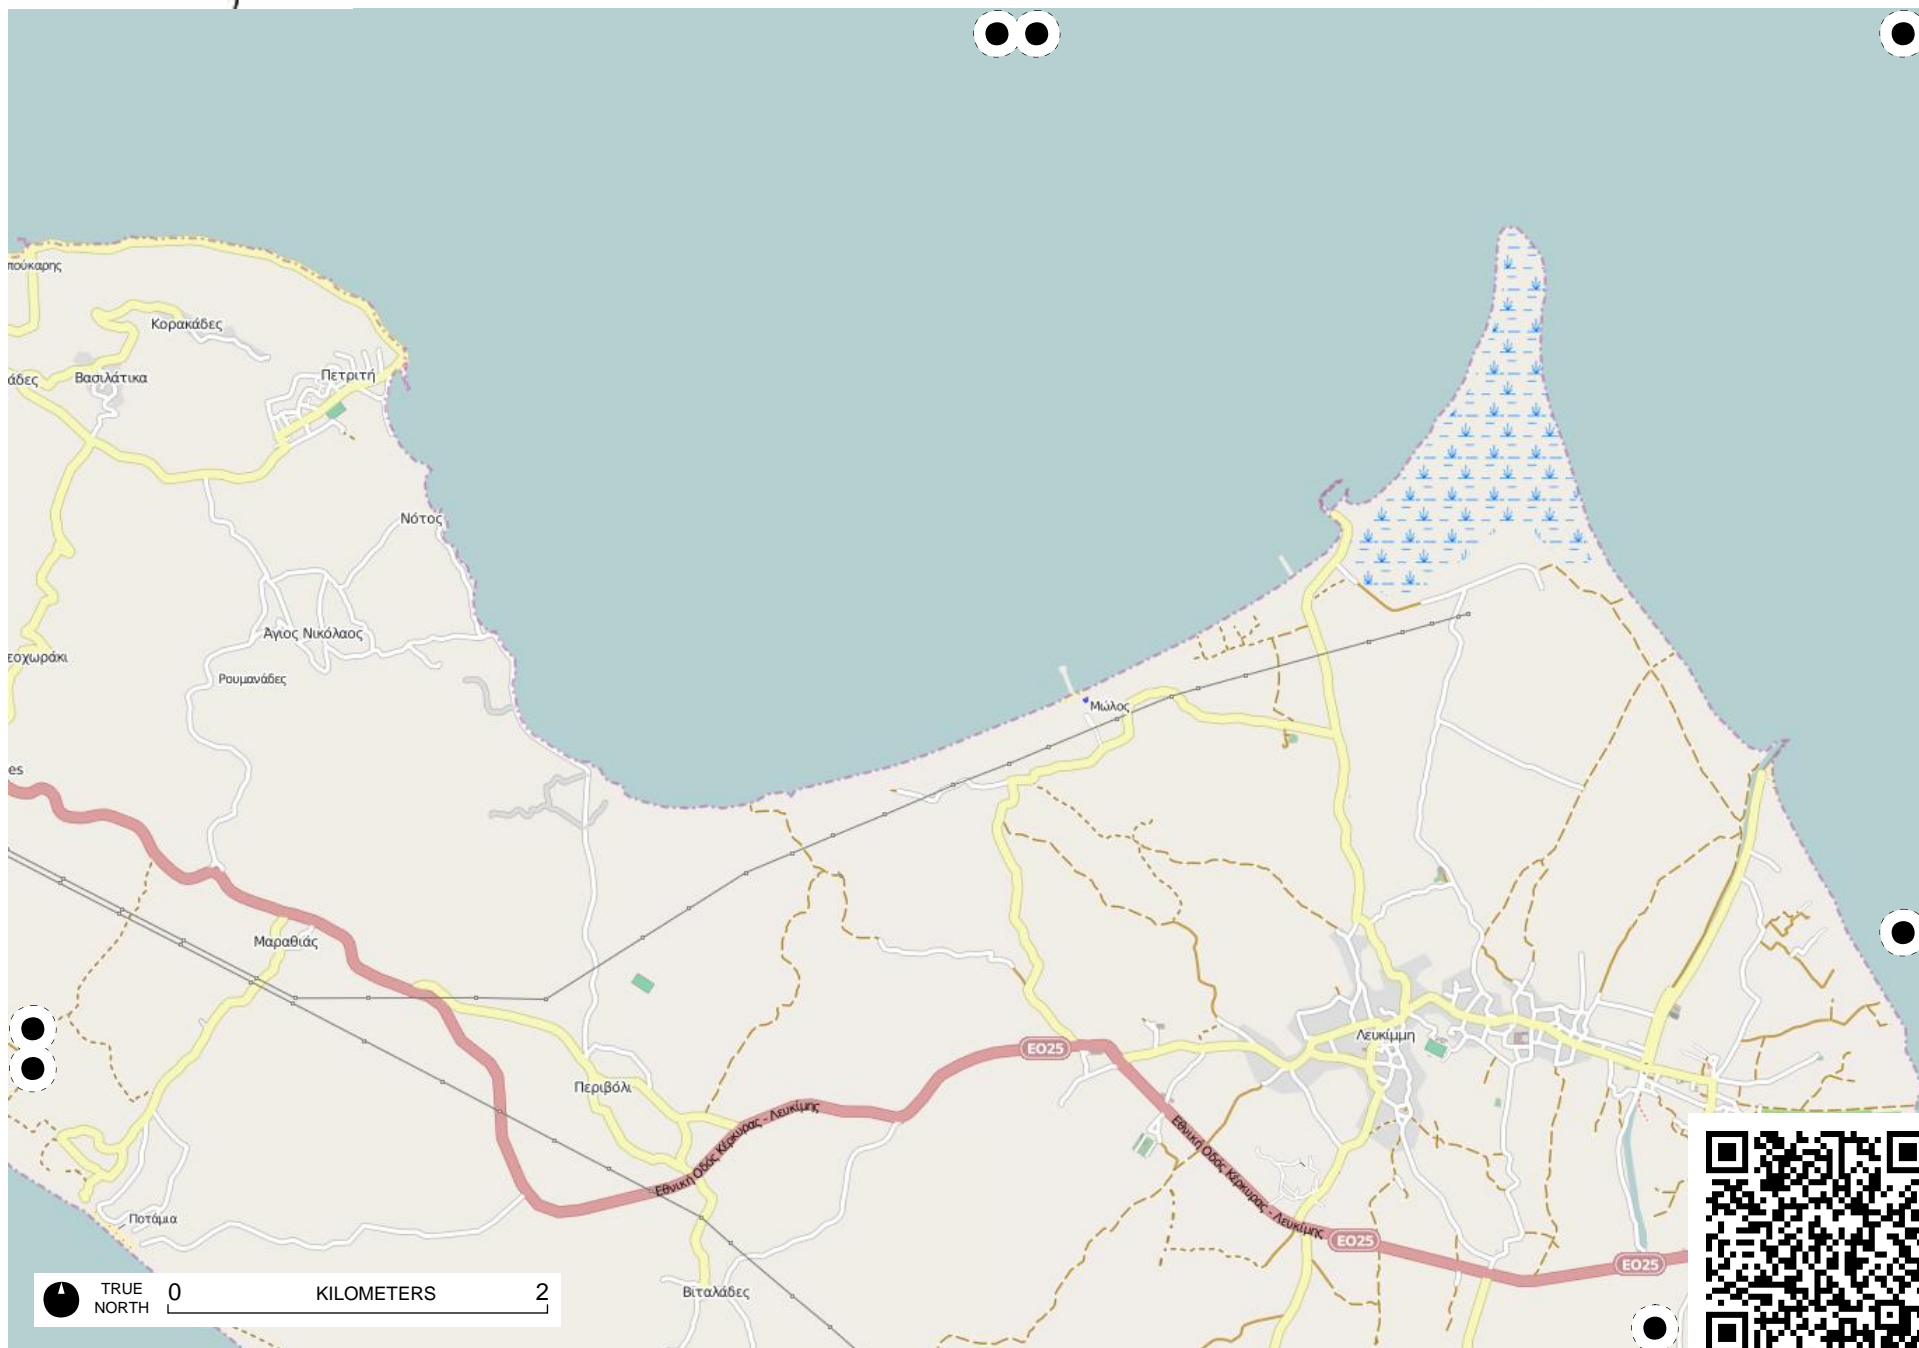 πούκαρης
Κορακάδες
Πετριτή
άδες
Βασιλάτικα
Νότος
Άγιος Νικόλαος
εοχωράκι
Ρουμανάδες
Μώλος
es
Μαραθιάς
Λευκίμμη
EO25
Περιβόλι
Εθνική Οδός Κέρκυρας - Λευκίμης
Εθνική Οδός Κέρκυρας - Λευκίμης
Ποτάμια
EO25
EO25
Βιταλάδες
TRUE NORTH
0 KILOMETERS 2